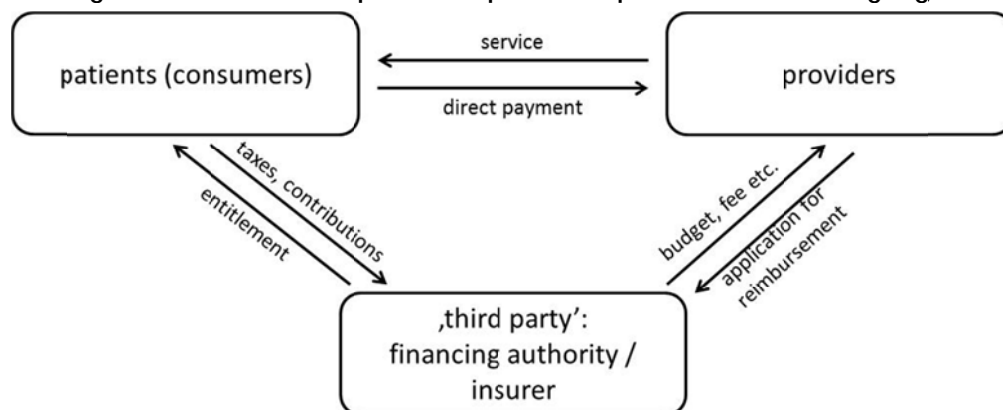 service
patients (consumers)
providers
direct payment
taxes, contributions
entitlement
budget, fee etc.
application for
reimbursement
‚third party’:
financing authority /
insurer